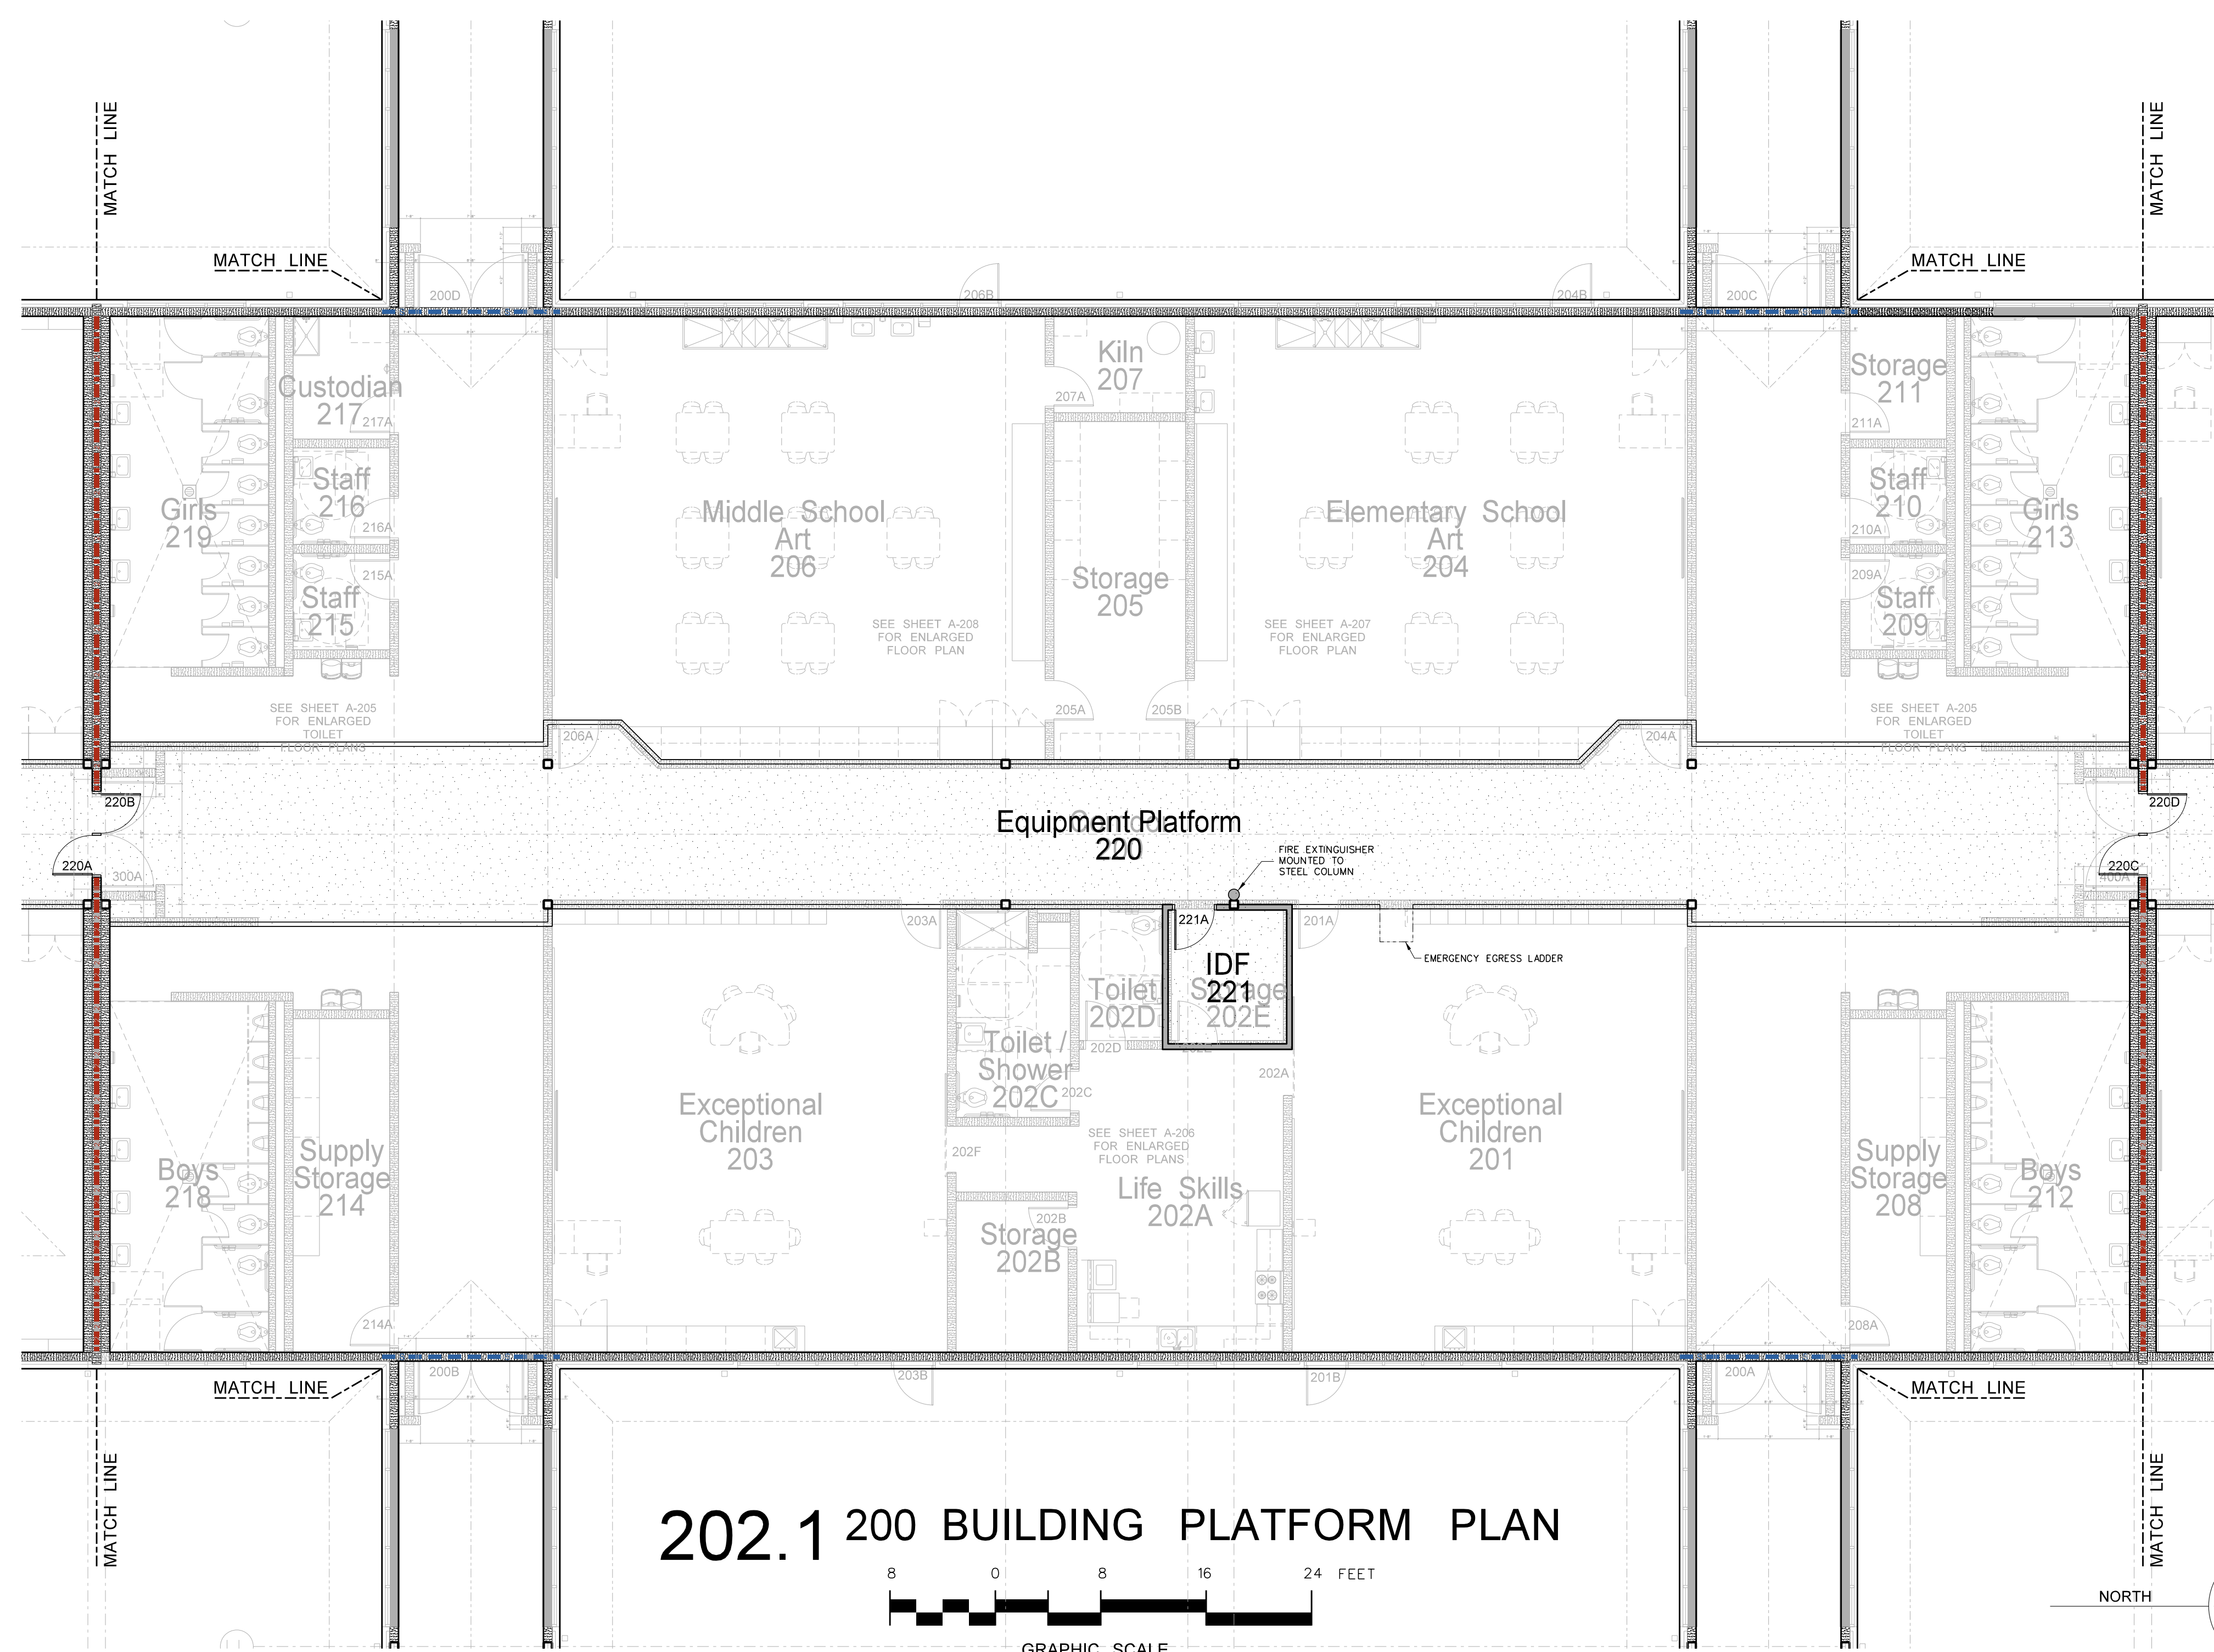 MATCH LINE
MATCH LINE
MATCH LINE
MATCH LINE
200D
206B
204B
200C
Custodian
217
217A
Kiln
207
207A
Storage
211
211A
Staff
216
216A
Girls
219
Middle School
Art
206
Elementary School
Art
204
Staff
210
210A
Girls
213
215A
Staff
215
Storage
205
209A
Staff
209
SEE SHEET A-208
FOR ENLARGED
FLOOR PLAN
SEE SHEET A-207
FOR ENLARGED
FLOOR PLAN
SEE SHEET A-205
FOR ENLARGED
TOILET
FLOOR PLANS
205A
205B
SEE SHEET A-205
FOR ENLARGED
TOILET
FLOOR PLANS
206A
204A
220B
220D
Equipment Platform
220
Corridor
220A
300A
FIRE EXTINGUISHER
MOUNTED TO
STEEL COLUMN
220C
400A
203A
221A
201A
EMERGENCY EGRESS LADDER
IDF
221
Toilet
202D
Storage
202E
202D
202E
Toilet /
Shower
202C
202C
202A
Exceptional
Children
203
SEE SHEET A-206
FOR ENLARGED
FLOOR PLANS
Exceptional
Children
201
202F
Boys
218
Supply
Storage
214
Life Skills
202A
Supply
Storage
208
Boys
212
202B
Storage
202B
214A
208A
MATCH LINE
200B
203B
201B
200A
MATCH LINE
MATCH LINE
MATCH LINE
202.1 200 BUILDING PLATFORM PLAN
8 0 8 16 24 FEET
GRAPHIC SCALE
NORTH